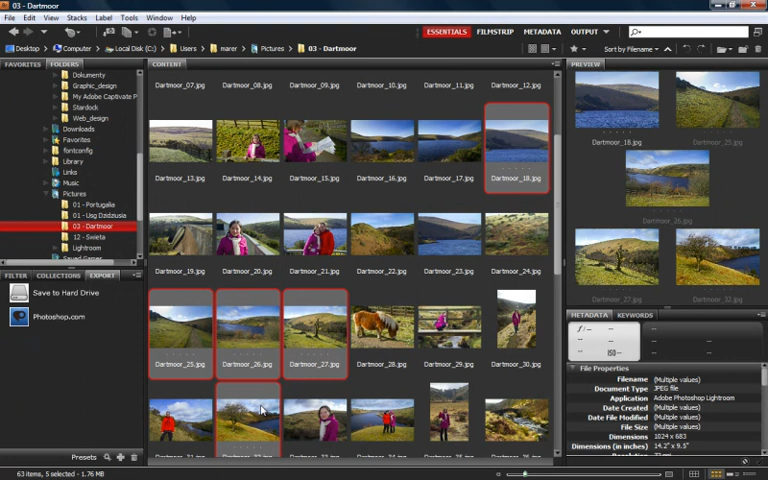 03 - Dartmoor
File Edit View Stacks Label Tools Window Help
ESSENTIALS FILMSTRIP METADATA OUTPUT
Desktop Computer Local Disk (C:) Users marer Pictures 03 - Dartmoor
Sort by Filename
FAVORITES FOLDERS
Dokumenty
Graphic_design
My Adobe Captivate P
Stardock
Web_design
Downloads
Favorites
fontconfig
Library
Links
Music
Pictures
01 - Portugalia
01 - Usg Dzidzusia
03 - Dartmoor
12 - Swieta
Lightroom
Saved Games
FILTER COLLECTIONS EXPORT
Save to Hard Drive
Photoshop.com
Presets
CONTENT
Dartmoor_07.jpg Dartmoor_08.jpg Dartmoor_09.jpg Dartmoor_10.jpg Dartmoor_11.jpg Dartmoor_12.jpg
Dartmoor_13.jpg Dartmoor_14.jpg Dartmoor_15.jpg Dartmoor_16.jpg Dartmoor_17.jpg Dartmoor_18.jpg
Dartmoor_19.jpg Dartmoor_20.jpg Dartmoor_21.jpg Dartmoor_22.jpg Dartmoor_23.jpg Dartmoor_24.jpg
Dartmoor_25.jpg Dartmoor_26.jpg Dartmoor_27.jpg Dartmoor_28.jpg Dartmoor_29.jpg Dartmoor_30.jpg
PREVIEW
Dartmoor_18.jpg Dartmoor_25.jpg
Dartmoor_26.jpg
Dartmoor_27.jpg Dartmoor_32.jpg
METADATA KEYWORDS
f/ -- --
-- -- --
ISO -- --
File Properties
Filename (Multiple values)
Document Type JPEG file
Application Adobe Photoshop Lightroom
Date Created (Multiple values)
Date File Modified (Multiple values)
File Size (Multiple values)
Dimensions 1024 x 683
Dimensions (in inches) 14.2" x 9.5"
63 items, 5 selected - 1.76 MB